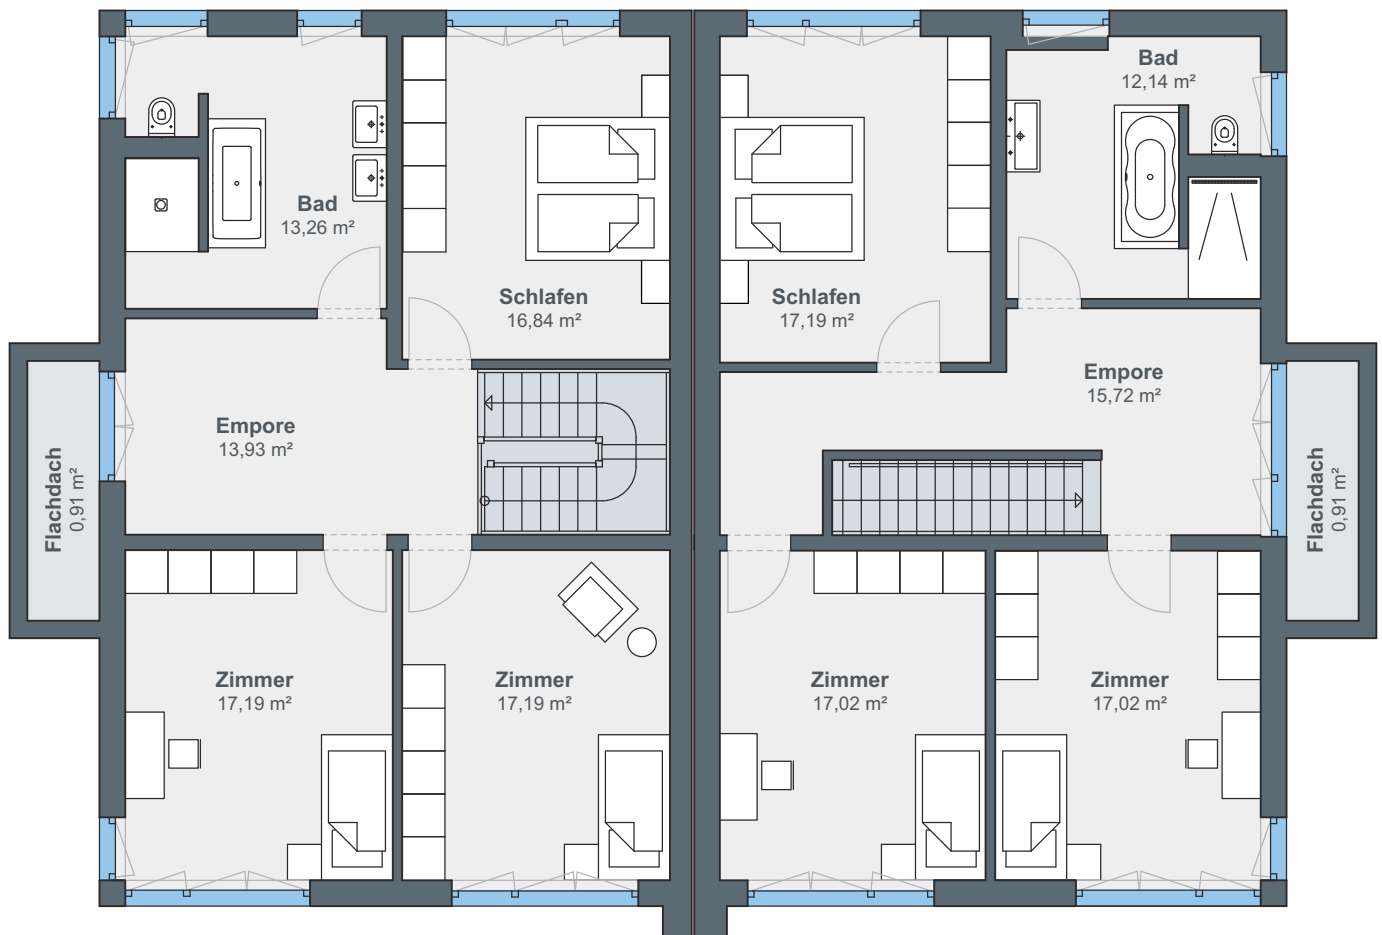 Bad
13,26 m²
Schlafen
16,84 m²
Schlafen
17,19 m²
Bad
12,14 m²
Flachdach
0,91 m²
Empore
13,93 m²
Empore
15,72 m²
Flachdach
0,91 m²
Zimmer
17,19 m²
Zimmer
17,19 m²
Zimmer
17,02 m²
Zimmer
17,02 m²